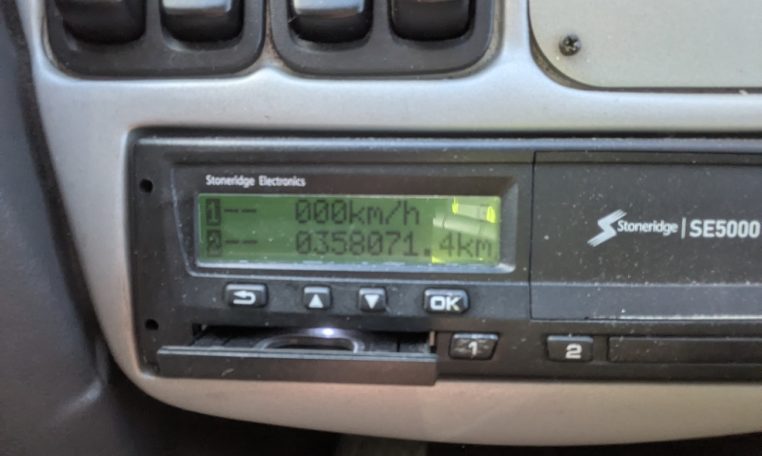 Stoneridge Electronics
1-- 000km/h
2-- 0358071.4km
Stoneridge | SE5000
OK
1 2